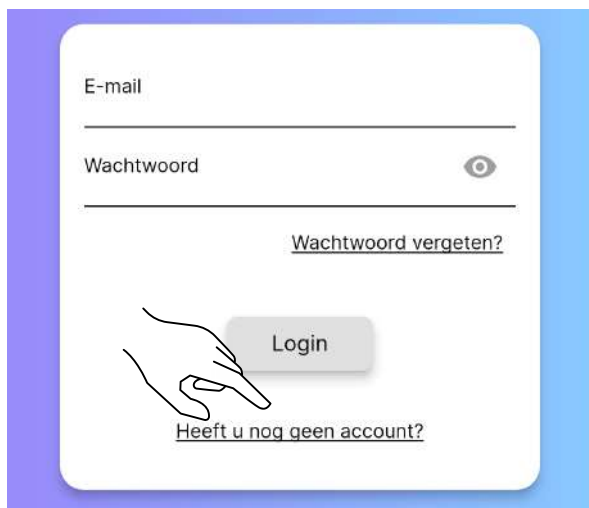 E-mail
Wachtwoord
Wachtwoord vergeten?
Login
Heeft u nog geen account?